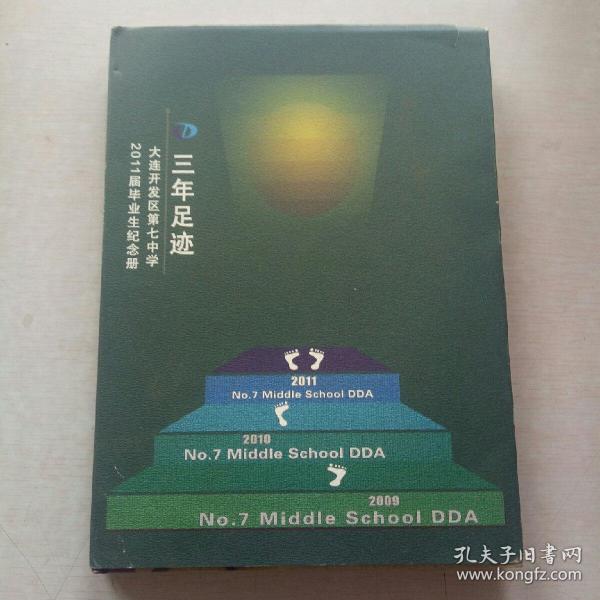 三年足迹
大连开发区第七中学
2011届毕业生纪念册
2011
No.7 Middle School DDA
2010
No.7 Middle School DDA
2009
No.7 Middle School DDA
孔夫子旧书网
www.kongfz.com